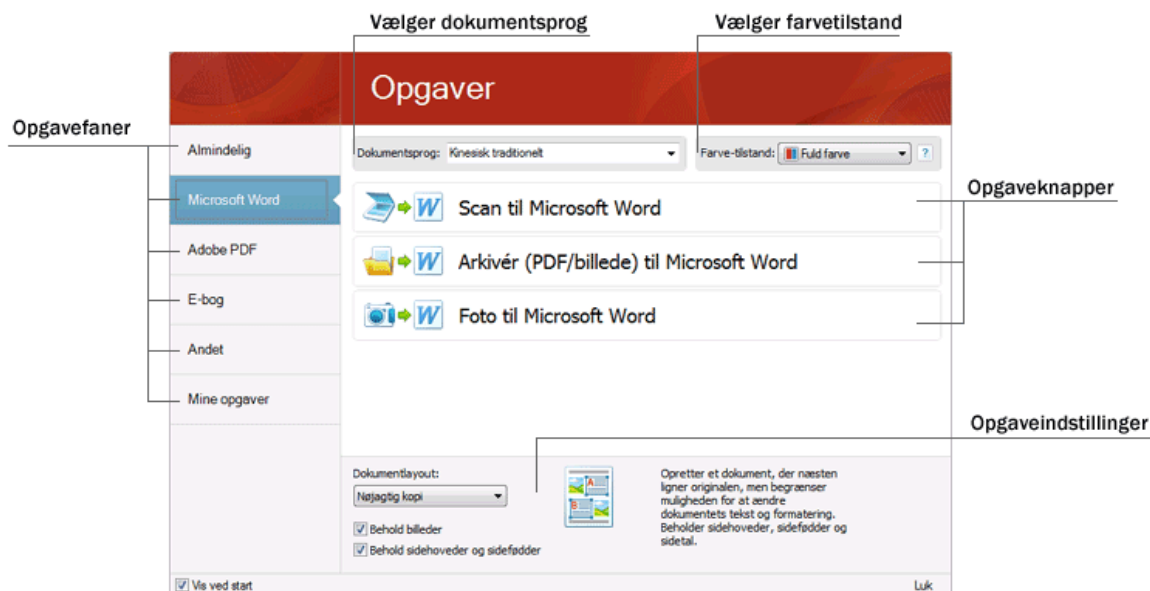 Vælger dokumentsprog
Vælger farvetilstand
Opgaver
Opgavefaner
Almindelig
Microsoft Word
Adobe PDF
E-bog
Andet
Mine opgaver
Dokumentsprog: Kinesisk traditionelt
Farve-tilstand: Fuld farve ?
Opgaveknapper
W Scan til Microsoft Word
W Arkivér (PDF/billede) til Microsoft Word
W Foto til Microsoft Word
Opgaveindstillinger
Dokumentlayout:
Nøjagtig kopi
Behold billeder
Behold sidehoveder og sidefødder
A
B
Opretter et dokument, der næsten
ligner originalen, men begrænser
muligheden for at ændre
dokumentets tekst og formatering.
Beholder sidehoveder, sidefødder og
sidetal.
Vis ved start
Luk